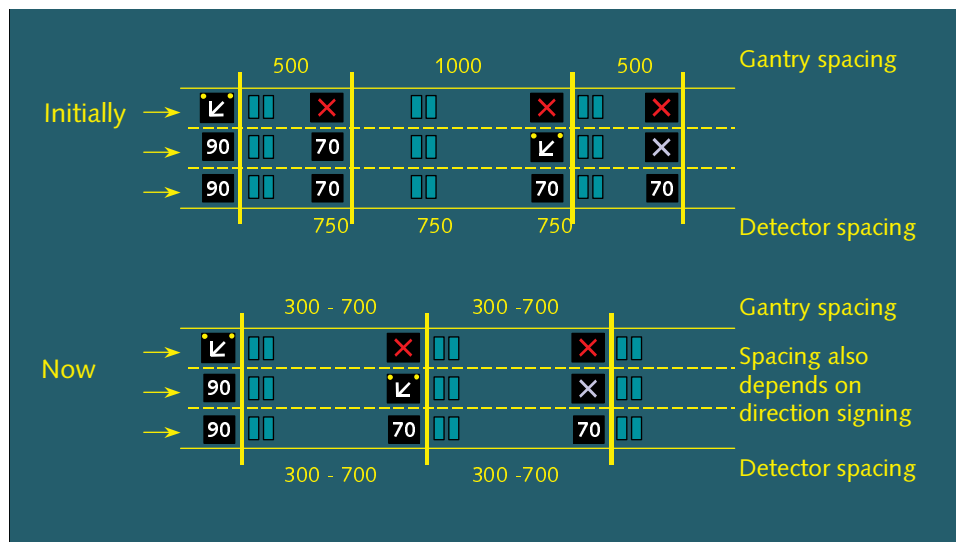 500 1000 500 Gantry spacing
Initially
90 70
90 70 70 70
750 750 750 Detector spacing
300 - 700 300 -700 Gantry spacing
Now
Spacing also
depends on
direction signing
90
90 70 70
300 - 700 300 -700 Detector spacing